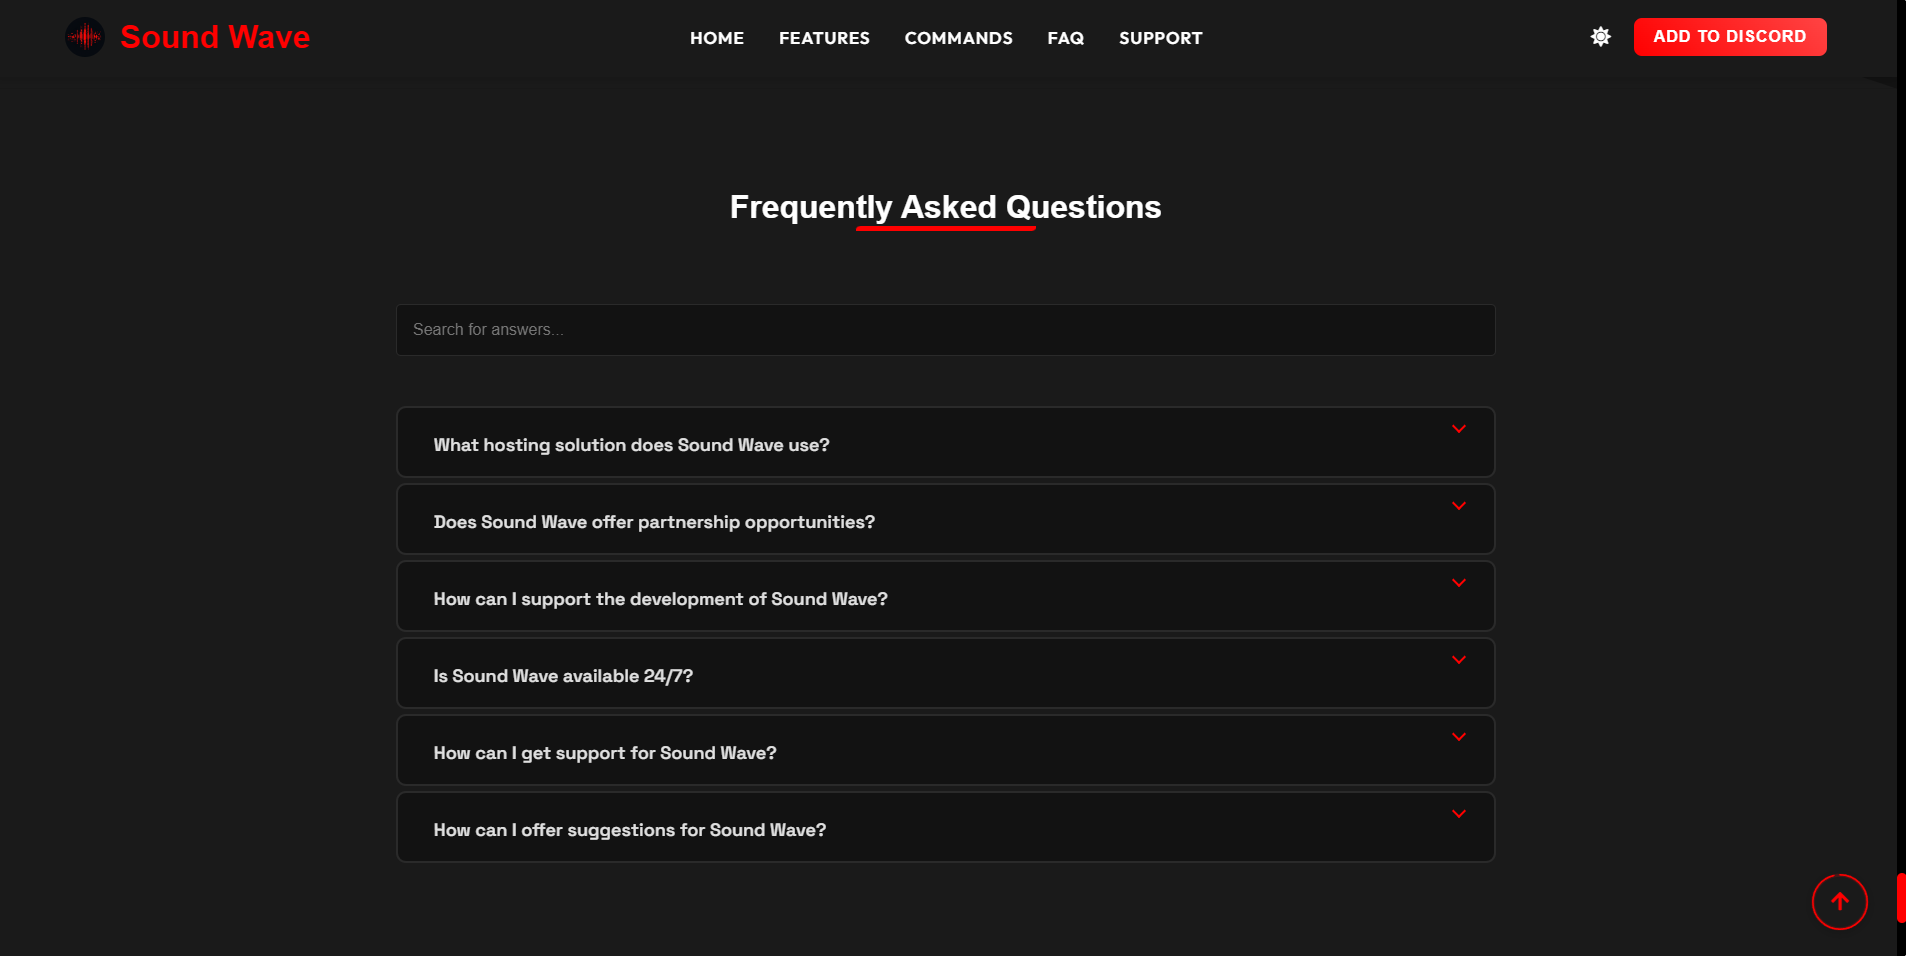 Sound Wave
HOME FEATURES COMMANDS FAQ SUPPORT
ADD TO DISCORD
Frequently Asked Questions
Search for answers...
What hosting solution does Sound Wave use?
Does Sound Wave offer partnership opportunities?
How can I support the development of Sound Wave?
Is Sound Wave available 24/7?
How can I get support for Sound Wave?
How can I offer suggestions for Sound Wave?